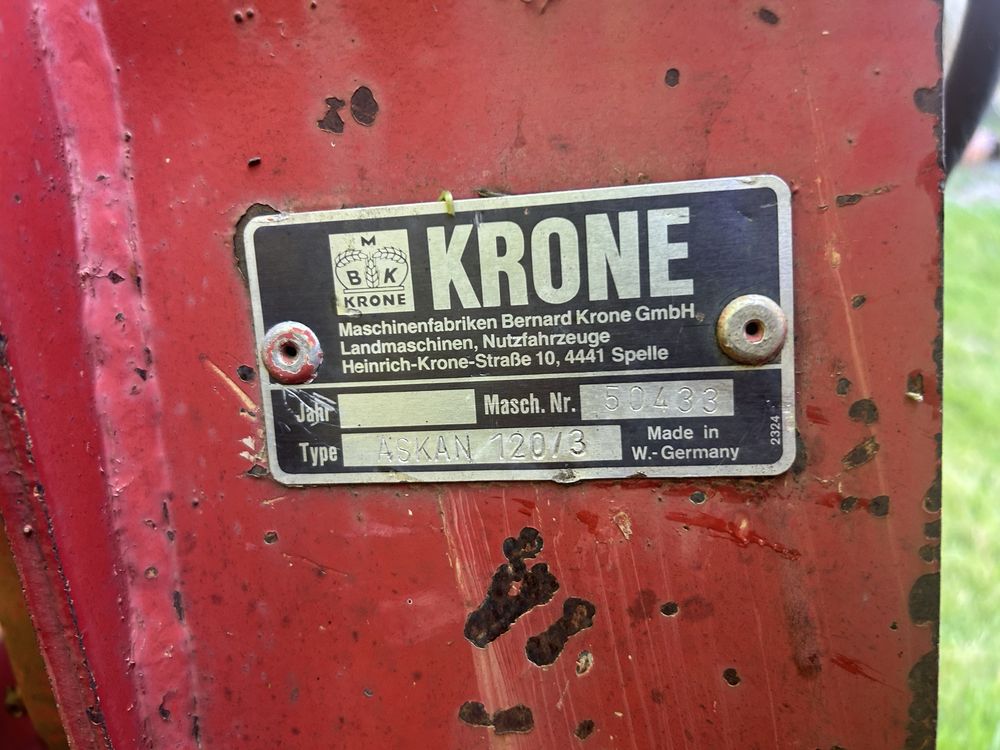 M
B K
KRONE
KRONE
Maschinenfabriken Bernard Krone GmbH
Landmaschinen, Nutzfahrzeuge
Heinrich-Krone-Straße 10, 4441 Spelle
Jahr Masch. Nr. 50433
Type ASKAN 120/3 Made in
W.-Germany
2324